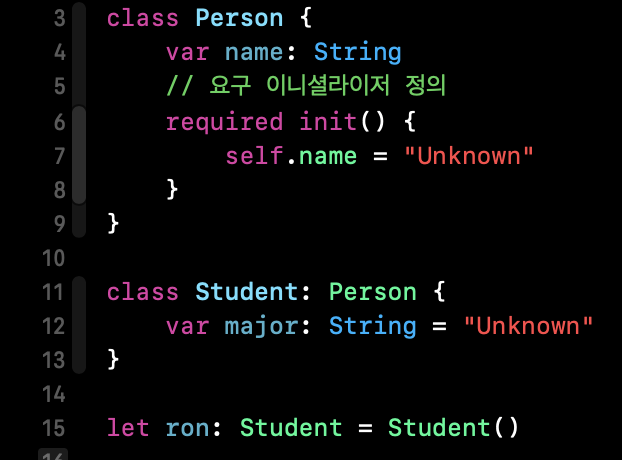 3 class Person {
4 var name: String
5 // 요구 이니셜라이저 정의
6 required init() {
7 self.name = "Unknown"
8 }
9 }
10
11 class Student: Person {
12 var major: String = "Unknown"
13 }
14
15 let ron: Student = Student()
16